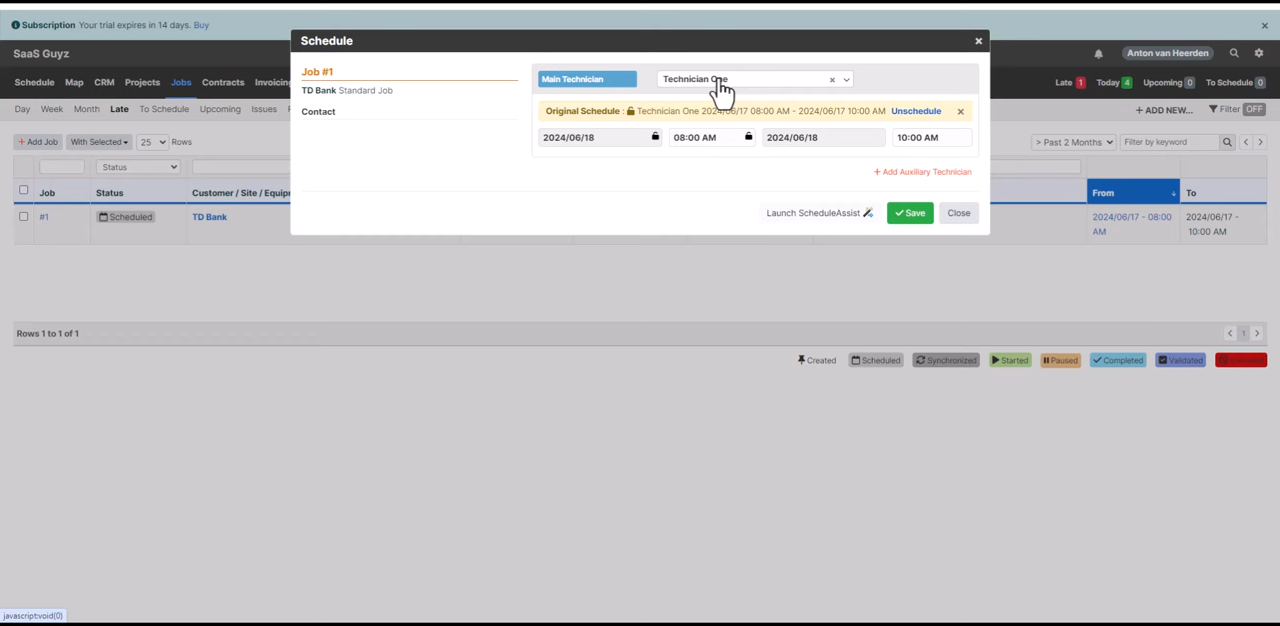 Subscription Your trial expires in 14 days. Buy
Schedule
SaaS Guyz
Anton van Heerden
Job #1
TD Bank Standard Job
Contact
Main Technician
Technician One
Original Schedule : Technician One 2024/06/17 08:00 AM - 2024/06/17 10:00 AM Unschedule
2024/06/18 08:00 AM 2024/06/18 10:00 AM
+ Add Auxiliary Technician
Launch ScheduleAssist
Save
Close
Schedule Map CRM Projects Jobs Contracts Invoicing
Late 1 Today 4 Upcoming 0 To Schedule 0
Day Week Month Late To Schedule Upcoming Issues
+ ADD NEW... Filter OFF
+ Add Job With Selected 25 Rows
> Past 2 Months Filter by keyword
Status
Job Status Customer / Site / Equip From To
#1 Scheduled TD Bank 2024/06/17 - 08:00 AM 2024/06/17 - 10:00 AM
Rows 1 to 1 of 1
1
Created Scheduled Synchronized Started Paused Completed Validated
javascript:void(0)